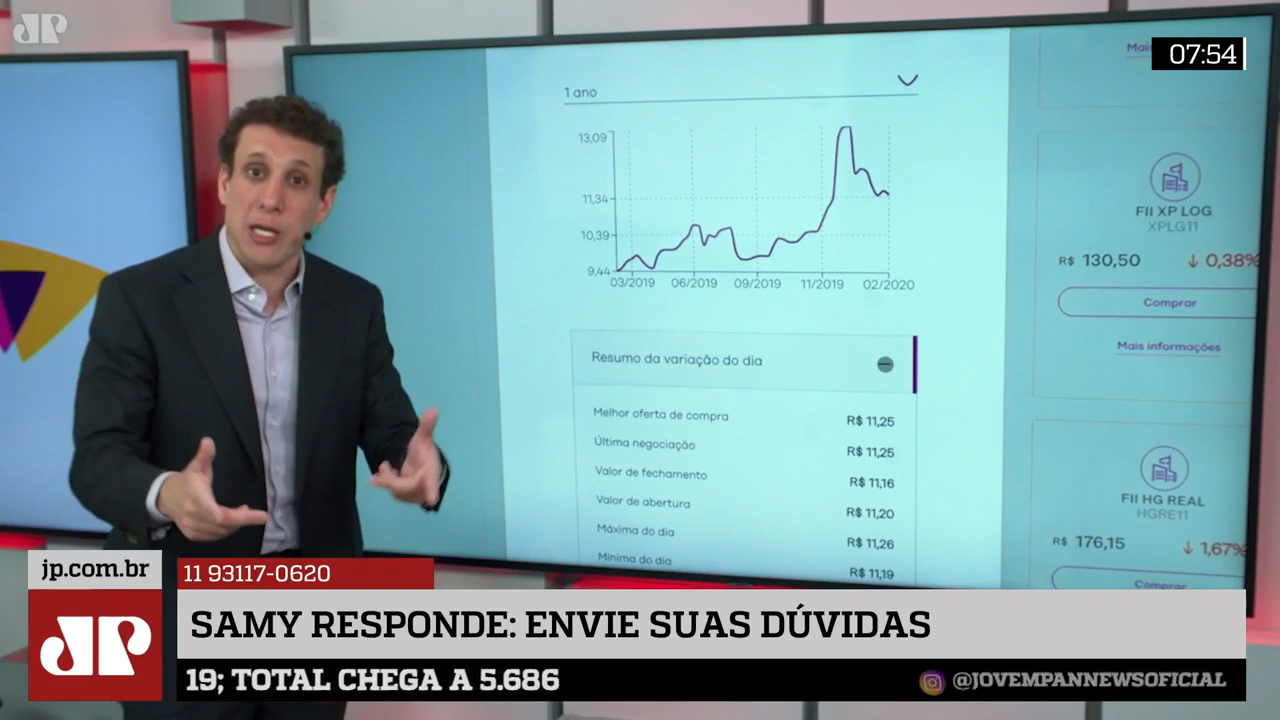 JP
07:54
1 ano
13,09
11,34
10,39
9,44
03/2019 06/2019 09/2019 11/2019 02/2020
Resumo da variação do dia
Melhor oferta de compra R$ 11,25
Última negociação R$ 11,25
Valor de fechamento R$ 11,16
Valor de abertura R$ 11,20
Máxima do dia R$ 11,26
Mínima do dia R$ 11,19
FII XP LOG
XPLG11
R$ 130,50 ↓ 0,38%
Comprar
Mais informações
FII HG REAL
HGRE11
R$ 176,15 ↓ 1,67%
Comprar
jp.com.br
11 93117-0620
JP
SAMY RESPONDE: ENVIE SUAS DÚVIDAS
19; TOTAL CHEGA A 5.686
@JOVEMPANNEWSOFICIAL